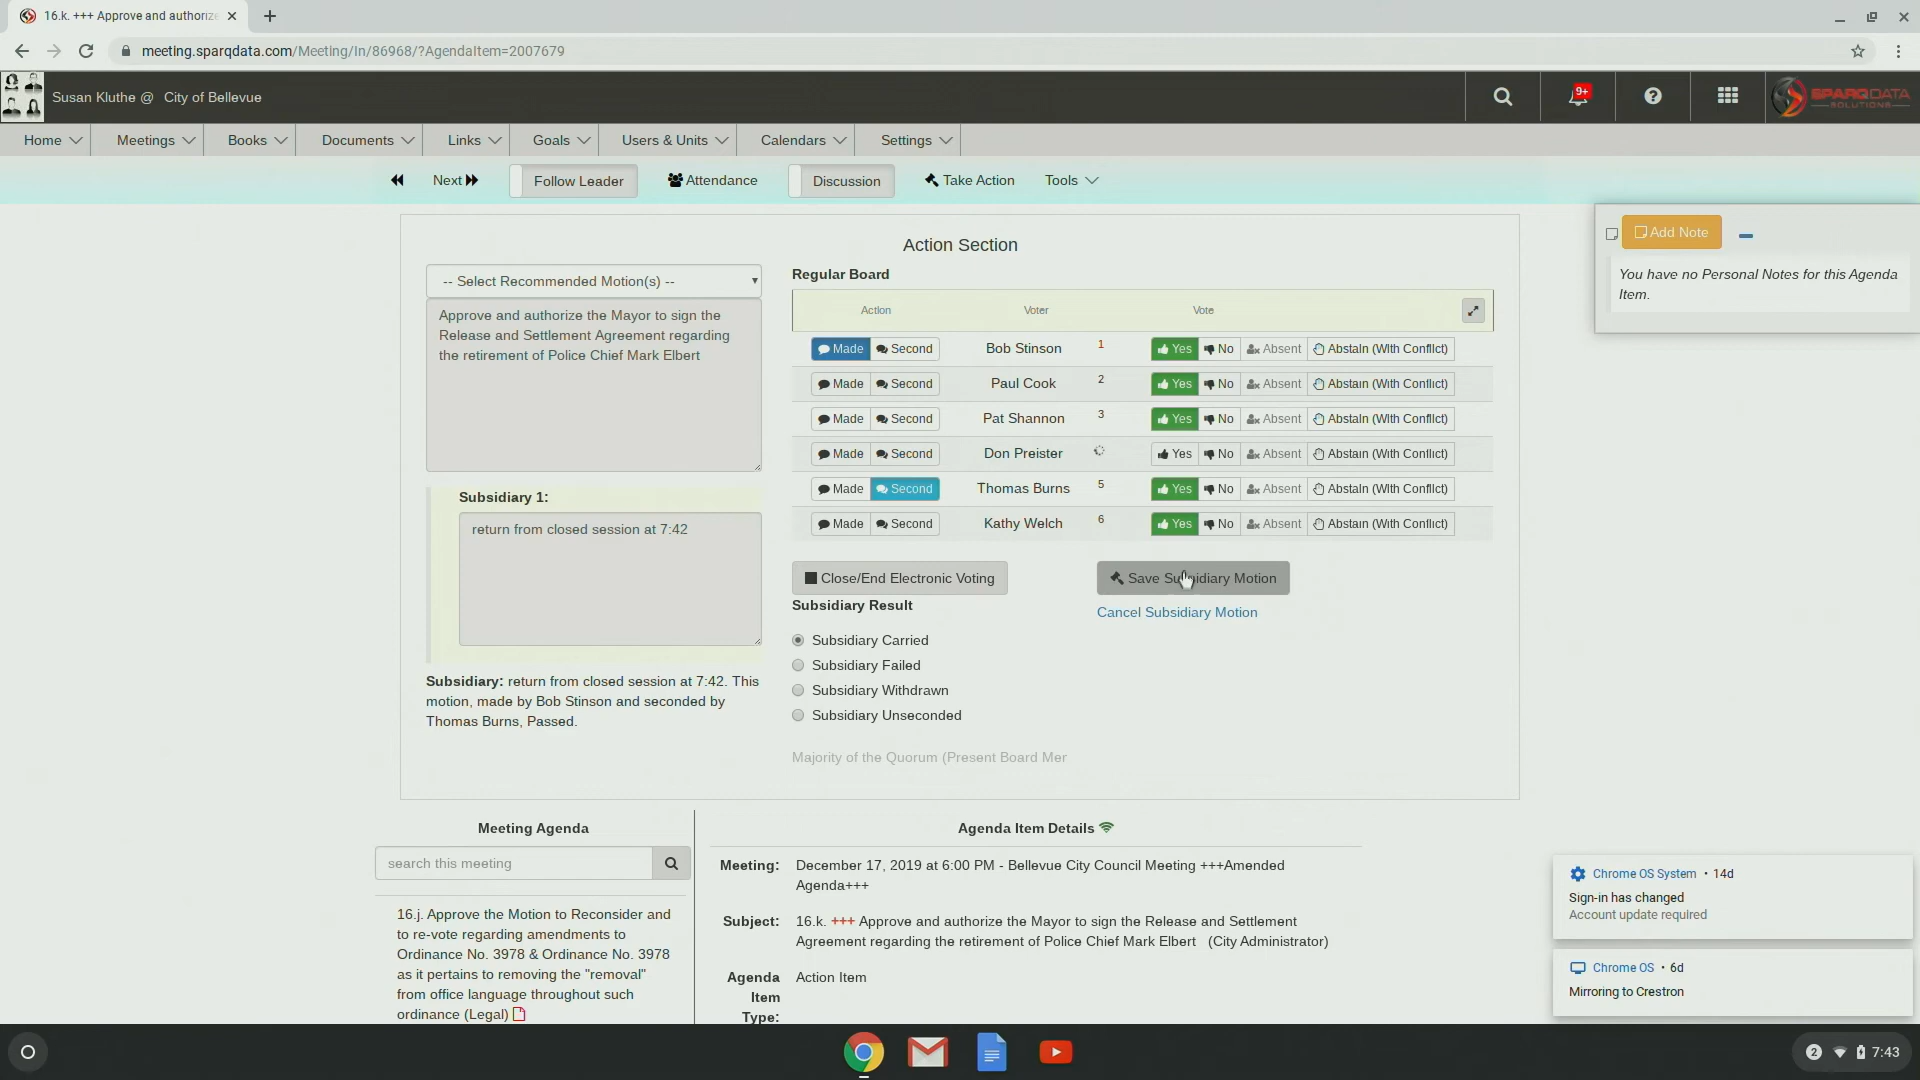 16.k. +++ Approve and authorize
meeting.sparqdata.com/Meeting/In/86968/?AgendaItem=2007679
Susan Kluthe @ City of Bellevue
9+
SPARQDATA
SOLUTIONS
Home Meetings Books Documents Links Goals Users & Units Calendars Settings
Next Follow Leader Attendance Discussion Take Action Tools
Action Section
Add Note
You have no Personal Notes for this Agenda
Item.
-- Select Recommended Motion(s) --
Approve and authorize the Mayor to sign the
Release and Settlement Agreement regarding
the retirement of Police Chief Mark Elbert
Subsidiary 1:
return from closed session at 7:42
Subsidiary: return from closed session at 7:42. This
motion, made by Bob Stinson and seconded by
Thomas Burns, Passed.
Regular Board
Action Voter Vote
Made Second Bob Stinson 1 Yes No Absent Abstain (With Conflict)
Made Second Paul Cook 2 Yes No Absent Abstain (With Conflict)
Made Second Pat Shannon 3 Yes No Absent Abstain (With Conflict)
Made Second Don Preister Yes No Absent Abstain (With Conflict)
Made Second Thomas Burns 5 Yes No Absent Abstain (With Conflict)
Made Second Kathy Welch 6 Yes No Absent Abstain (With Conflict)
Close/End Electronic Voting Save Subsidiary Motion
Subsidiary Result Cancel Subsidiary Motion
Subsidiary Carried
Subsidiary Failed
Subsidiary Withdrawn
Subsidiary Unseconded
Majority of the Quorum (Present Board Mer
Meeting Agenda
search this meeting
16.j. Approve the Motion to Reconsider and
to re-vote regarding amendments to
Ordinance No. 3978 & Ordinance No. 3978
as it pertains to removing the "removal"
from office language throughout such
ordinance (Legal)
Agenda Item Details
Meeting: December 17, 2019 at 6:00 PM - Bellevue City Council Meeting +++Amended
Agenda+++
Subject: 16.k. +++ Approve and authorize the Mayor to sign the Release and Settlement
Agreement regarding the retirement of Police Chief Mark Elbert (City Administrator)
Agenda Action Item
Item
Type:
Chrome OS System • 14d
Sign-in has changed
Account update required
Chrome OS • 6d
Mirroring to Crestron
2 7:43